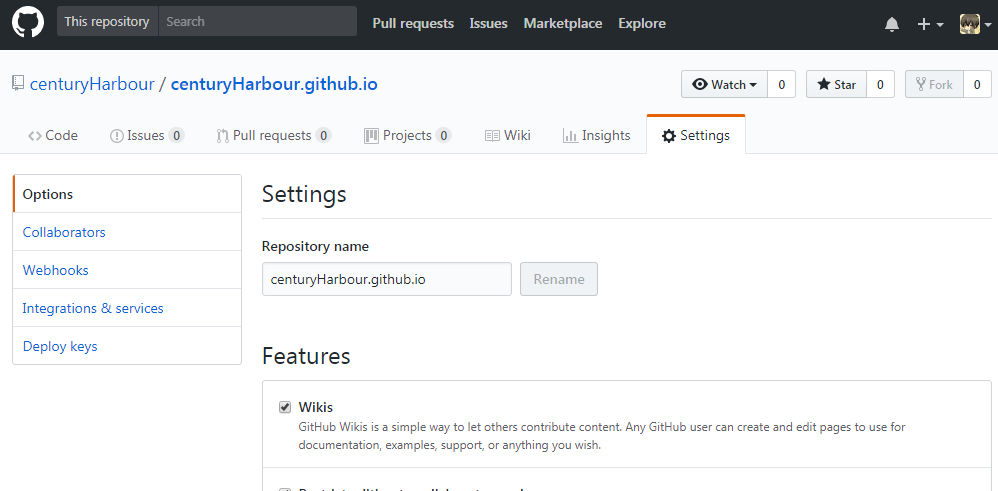 This repository Search Pull requests Issues Marketplace Explore
centuryHarbour / centuryHarbour.github.io Watch 0 Star 0 Fork 0
Code Issues 0 Pull requests 0 Projects 0 Wiki Insights Settings
Options
Collaborators
Webhooks
Integrations & services
Deploy keys
Settings
Repository name
centuryHarbour.github.io Rename
Features
Wikis
GitHub Wikis is a simple way to let others contribute content. Any GitHub user can create and edit pages to use for
documentation, examples, support, or anything you wish.